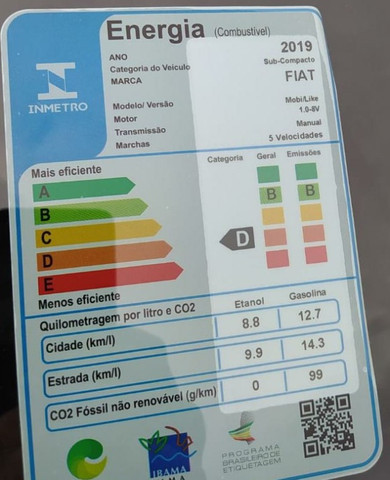 Energia (Combustível)
ANO 2019
Categoria do Veículo Sub-Compacto
MARCA FIAT
INMETRO
Modelo/ Versão Mobi/Like
Motor 1.0-8V
Transmissão Manual
Marchas 5 Velocidades
Categoria Geral Emissões
Mais eficiente
A
B B B
C
D D
E
Menos eficiente
Quilometragem por litro e CO2 Etanol Gasolina
Cidade (km/l) 8.8 12.7
Estrada (km/l) 9.9 14.3
CO2 Fóssil não renovável (g/km) 0 99
IBAMA
M M A
PROGRAMA
BRASILEIRO DE
ETIQUETAGEM